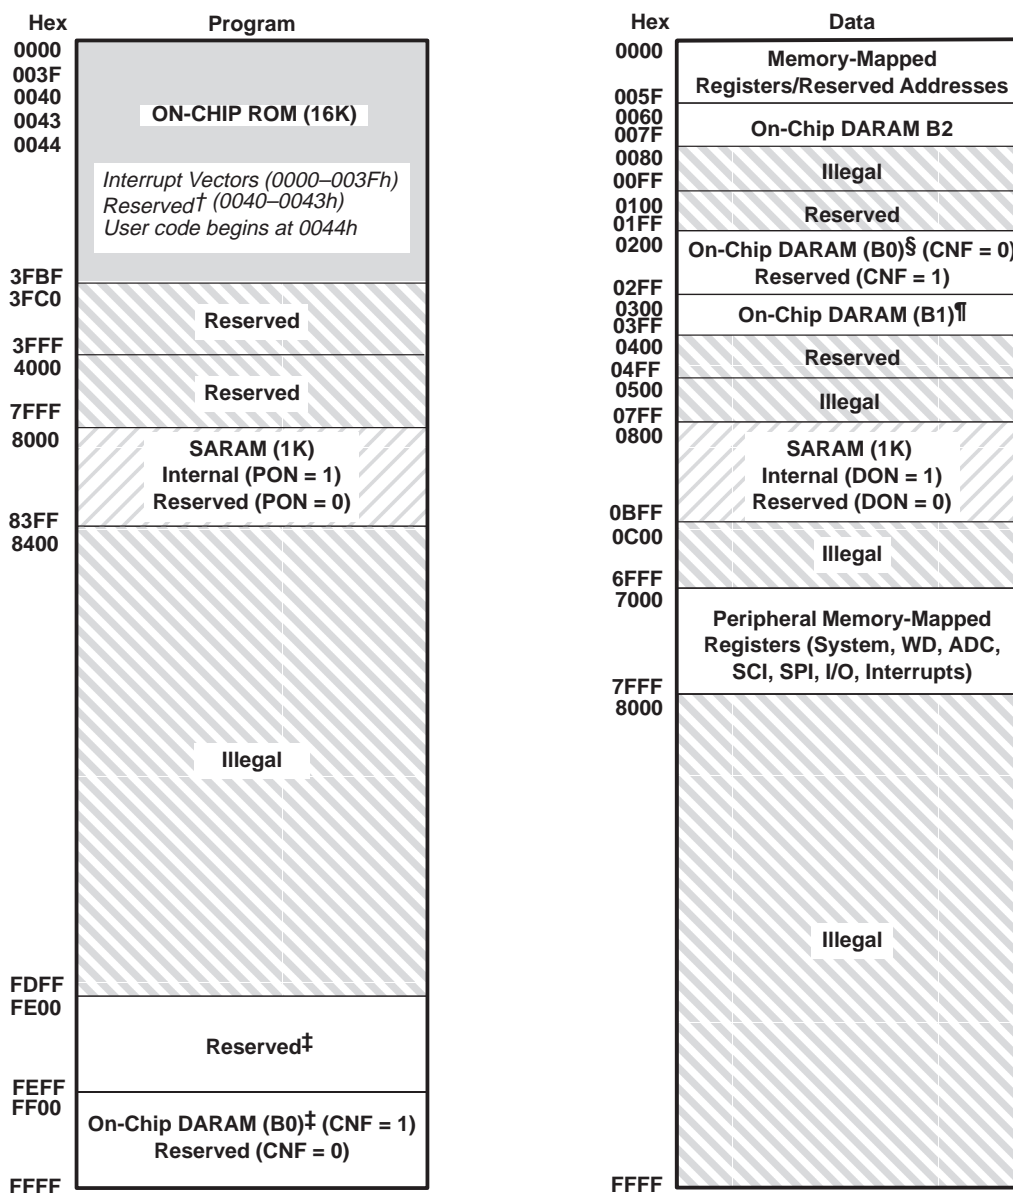 Hex
Program
0000
003F
0040
0043
0044
ON-CHIP ROM (16K)
Interrupt Vectors (0000–003Fh)
Reserved† (0040–0043h)
User code begins at 0044h
3FBF
3FC0
Reserved
3FFF
4000
Reserved
7FFF
8000
SARAM (1K)
Internal (PON = 1)
Reserved (PON = 0)
83FF
8400
Illegal
FDFF
FE00
Reserved‡
FEFF
FF00
On-Chip DARAM (B0)‡ (CNF = 1)
Reserved (CNF = 0)
FFFF
Hex
Data
0000
Memory-Mapped
Registers/Reserved Addresses
005F
0060
On-Chip DARAM B2
007F
0080
Illegal
00FF
0100
Reserved
01FF
0200
On-Chip DARAM (B0)§ (CNF = 0)
Reserved (CNF = 1)
02FF
0300
On-Chip DARAM (B1)¶
03FF
0400
Reserved
04FF
0500
Illegal
07FF
0800
SARAM (1K)
Internal (DON = 1)
Reserved (DON = 0)
0BFF
0C00
Illegal
6FFF
7000
Peripheral Memory-Mapped
Registers (System, WD, ADC,
SCI, SPI, I/O, Interrupts)
7FFF
8000
Illegal
FFFF